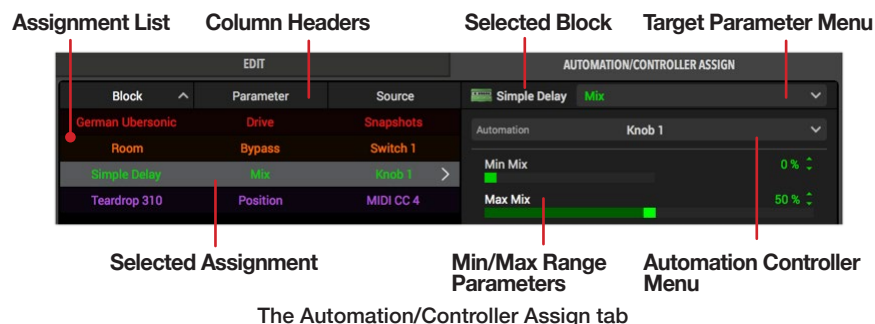 Assignment List Column Headers Selected Block Target Parameter Menu
EDIT AUTOMATION/CONTROLLER ASSIGN
Block Parameter Source Simple Delay Mix
German Ubersonic Drive Snapshots
Automation Knob 1
Room Bypass Switch 1
Min Mix 0 %
Simple Delay Mix Knob 1
Teardrop 310 Position MIDI CC 4
Max Mix 50 %
Selected Assignment Min/Max Range Parameters Automation Controller Menu
The Automation/Controller Assign tab